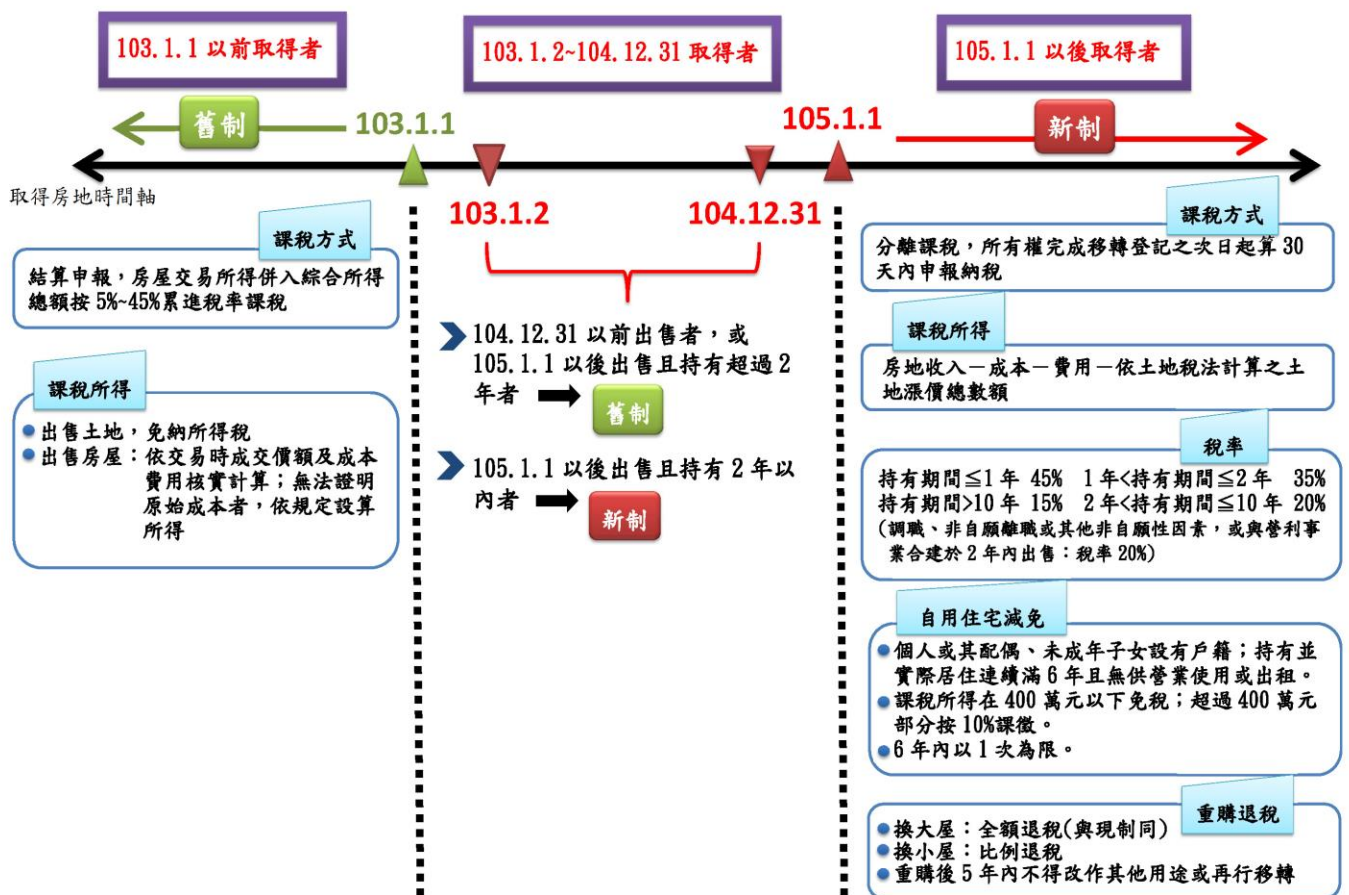 103.1.1 以前取得者
103.1.2~104.12.31 取得者
105.1.1 以後取得者
舊制
103.1.1
105.1.1
新制
取得房地時間軸
103.1.2
104.12.31
課稅方式
結算申報，房屋交易所得併入綜合所得
總額按 5%~45%累進稅率課稅
課稅所得
出售土地，免納所得稅
出售房屋：依交易時成交價額及成本
費用核實計算；無法證明
原始成本者，依規定設算
所得
104.12.31 以前出售者，或
105.1.1 以後出售且持有超過 2
年者
舊制
105.1.1 以後出售且持有 2 年以
內者
新制
課稅方式
分離課稅，所有權完成移轉登記之次日起算 30
天內申報納稅
課稅所得
房地收入－成本－費用－依土地稅法計算之土
地漲價總數額
稅率
持有期間≦1 年 45% 1 年<持有期間≦2 年 35%
持有期間>10 年 15% 2 年<持有期間≦10 年 20%
(調職、非自願離職或其他非自願性因素，或與營利事
業合建於 2 年內出售：稅率 20%)
自用住宅減免
個人或其配偶、未成年子女設有戶籍；持有並
實際居住連續滿 6 年且無供營業使用或出租。
課稅所得在 400 萬元以下免稅；超過 400 萬元
部分按 10%課徵。
6 年內以 1 次為限。
重購退稅
換大屋：全額退稅(與現制同)
換小屋：比例退稅
重購後 5 年內不得改作其他用途或再行移轉